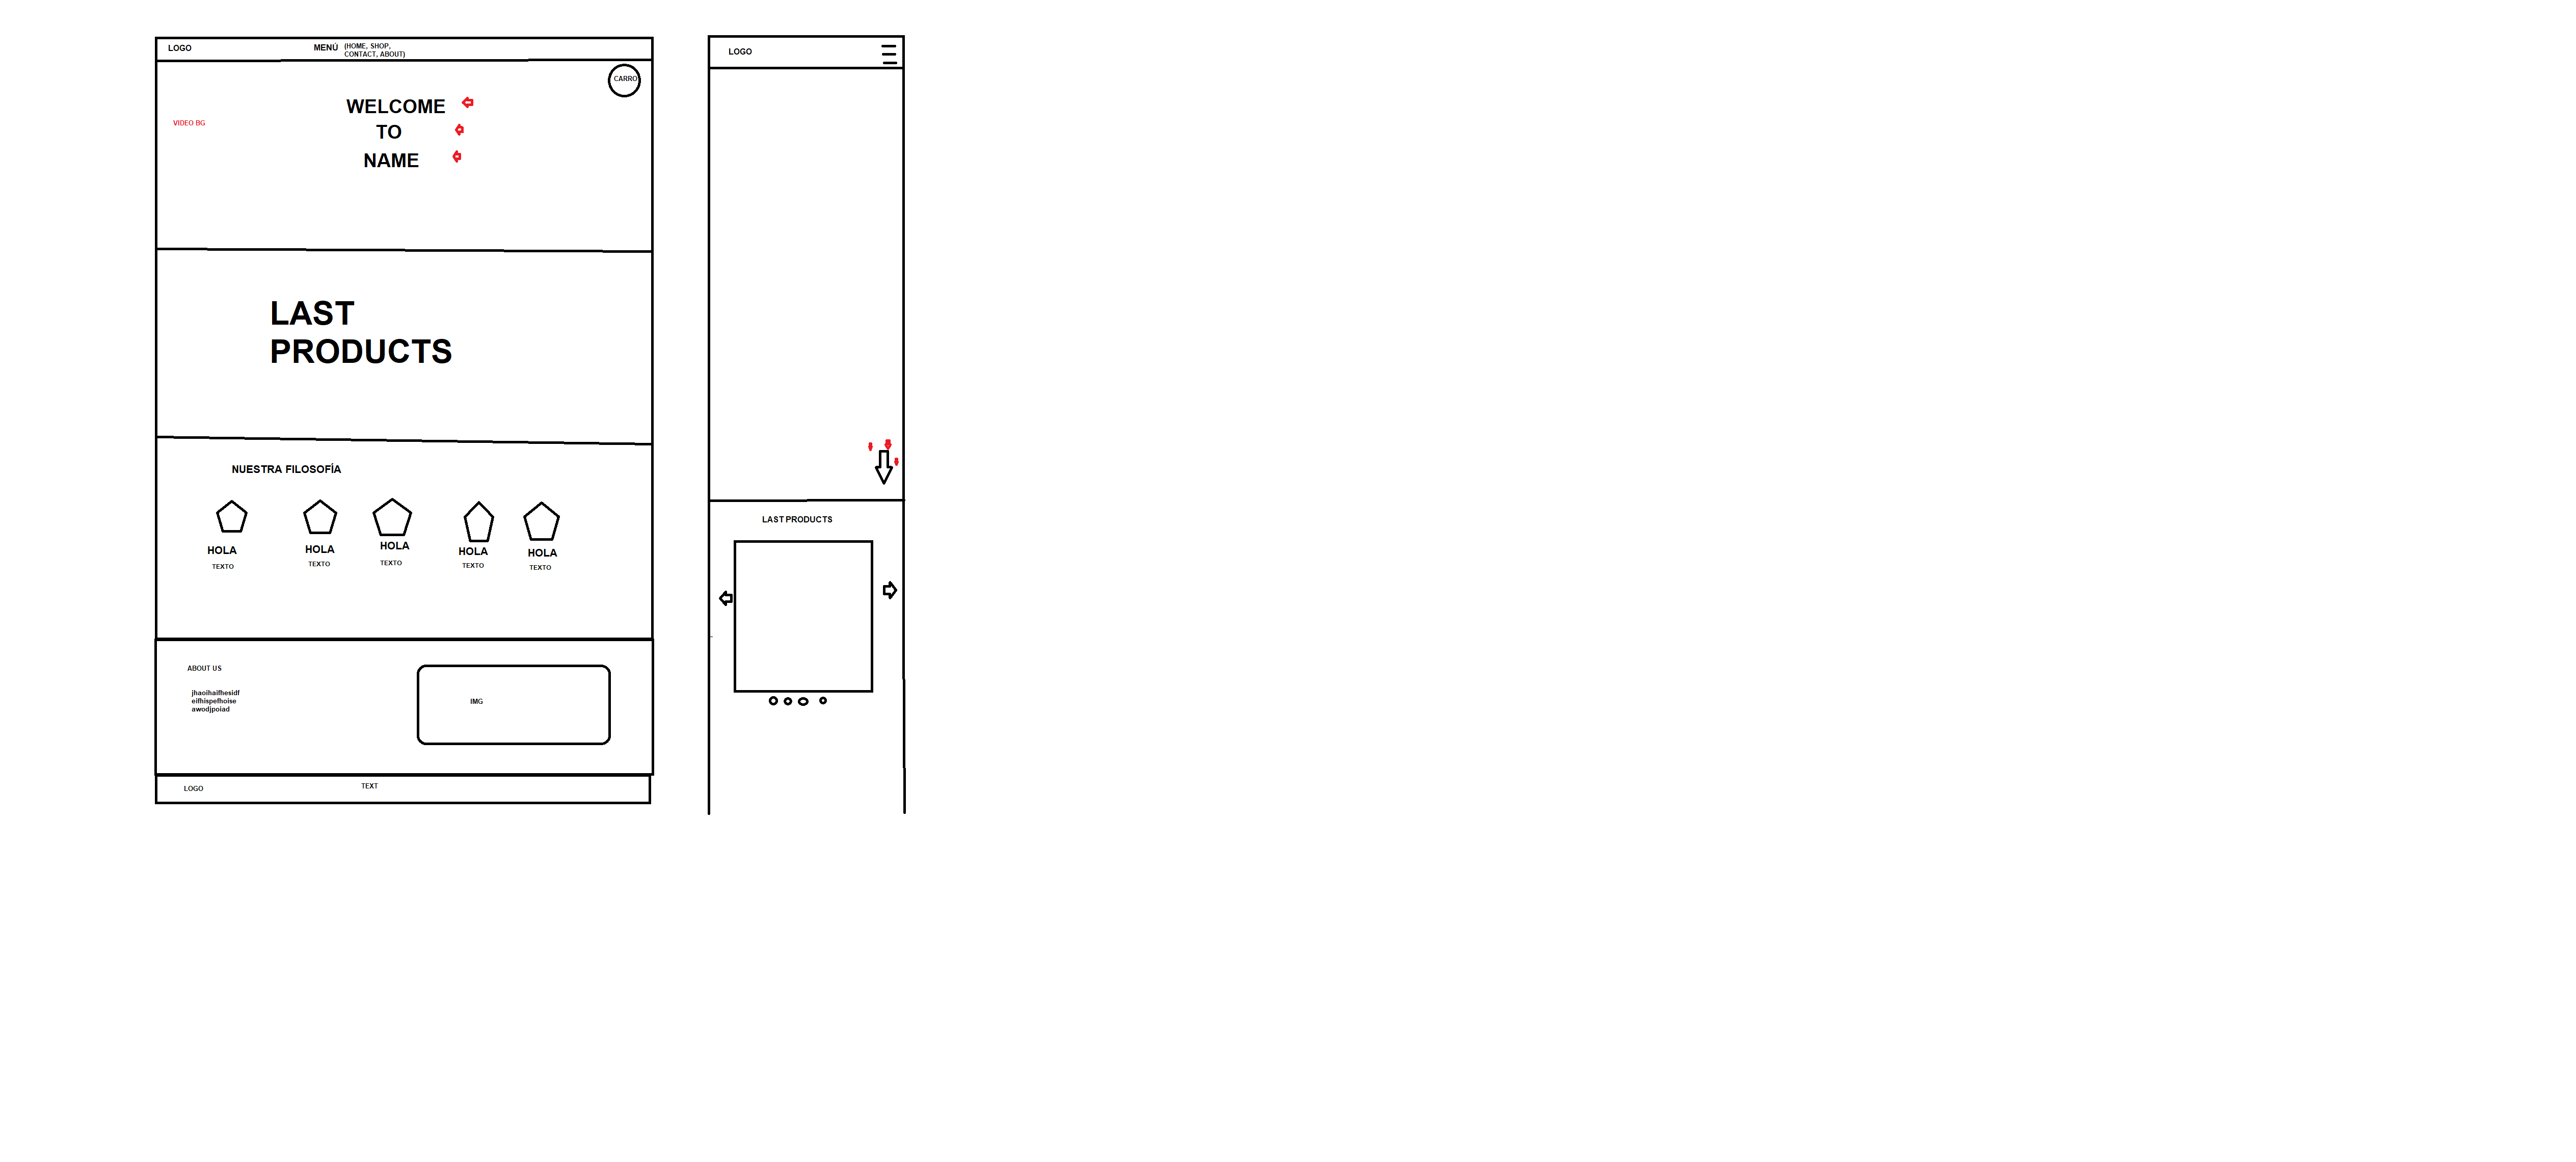 LOGO
MENÚ
(HOME, SHOP,
CONTACT, ABOUT)
CARRO
VIDEO BG
WELCOME
TO
NAME
LAST
PRODUCTS
NUESTRA FILOSOFÍA
HOLA
TEXTO
HOLA
TEXTO
HOLA
TEXTO
HOLA
TEXTO
HOLA
TEXTO
ABOUT US
jhaoihaifhesidf
eifhispefhoise
awodjpoiad
IMG
LOGO
TEXT
LOGO
LAST PRODUCTS